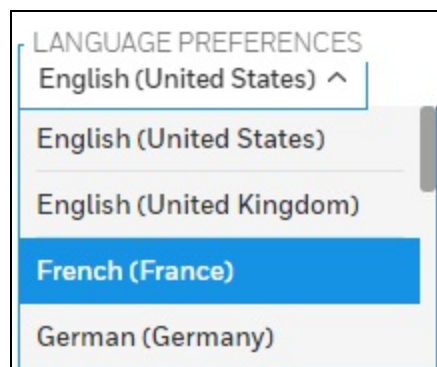 LANGUAGE PREFERENCES
English (United States)
English (United States)
English (United Kingdom)
French (France)
German (Germany)